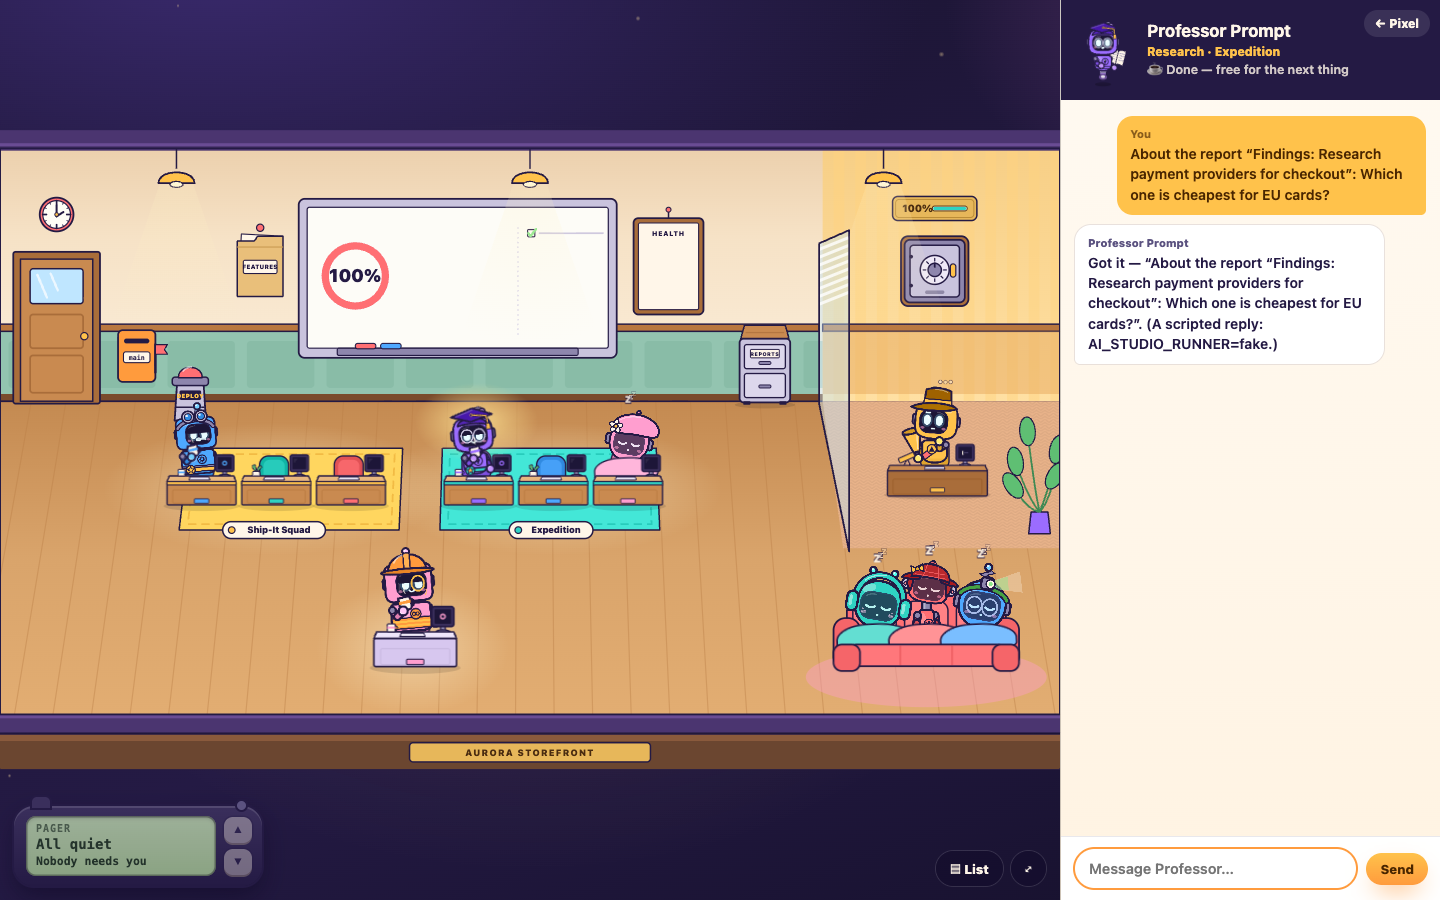 Professor Prompt
Research · Expedition
Done — free for the next thing
← Pixel
You
About the report “Findings: Research
payment providers for checkout”: Which
one is cheapest for EU cards?
Professor Prompt
Got it — “About the report “Findings:
Research payment providers for
checkout”: Which one is cheapest for EU
cards?”. (A scripted reply:
AI_STUDIO_RUNNER=fake.)
Message Professor...
Send
100%
FEATURES
100%
HEALTH
main
REPORTS
DEPLOY
Ship-It Squad
Expedition
AURORA STOREFRONT
PAGER
All quiet
Nobody needs you
▲
▼
List